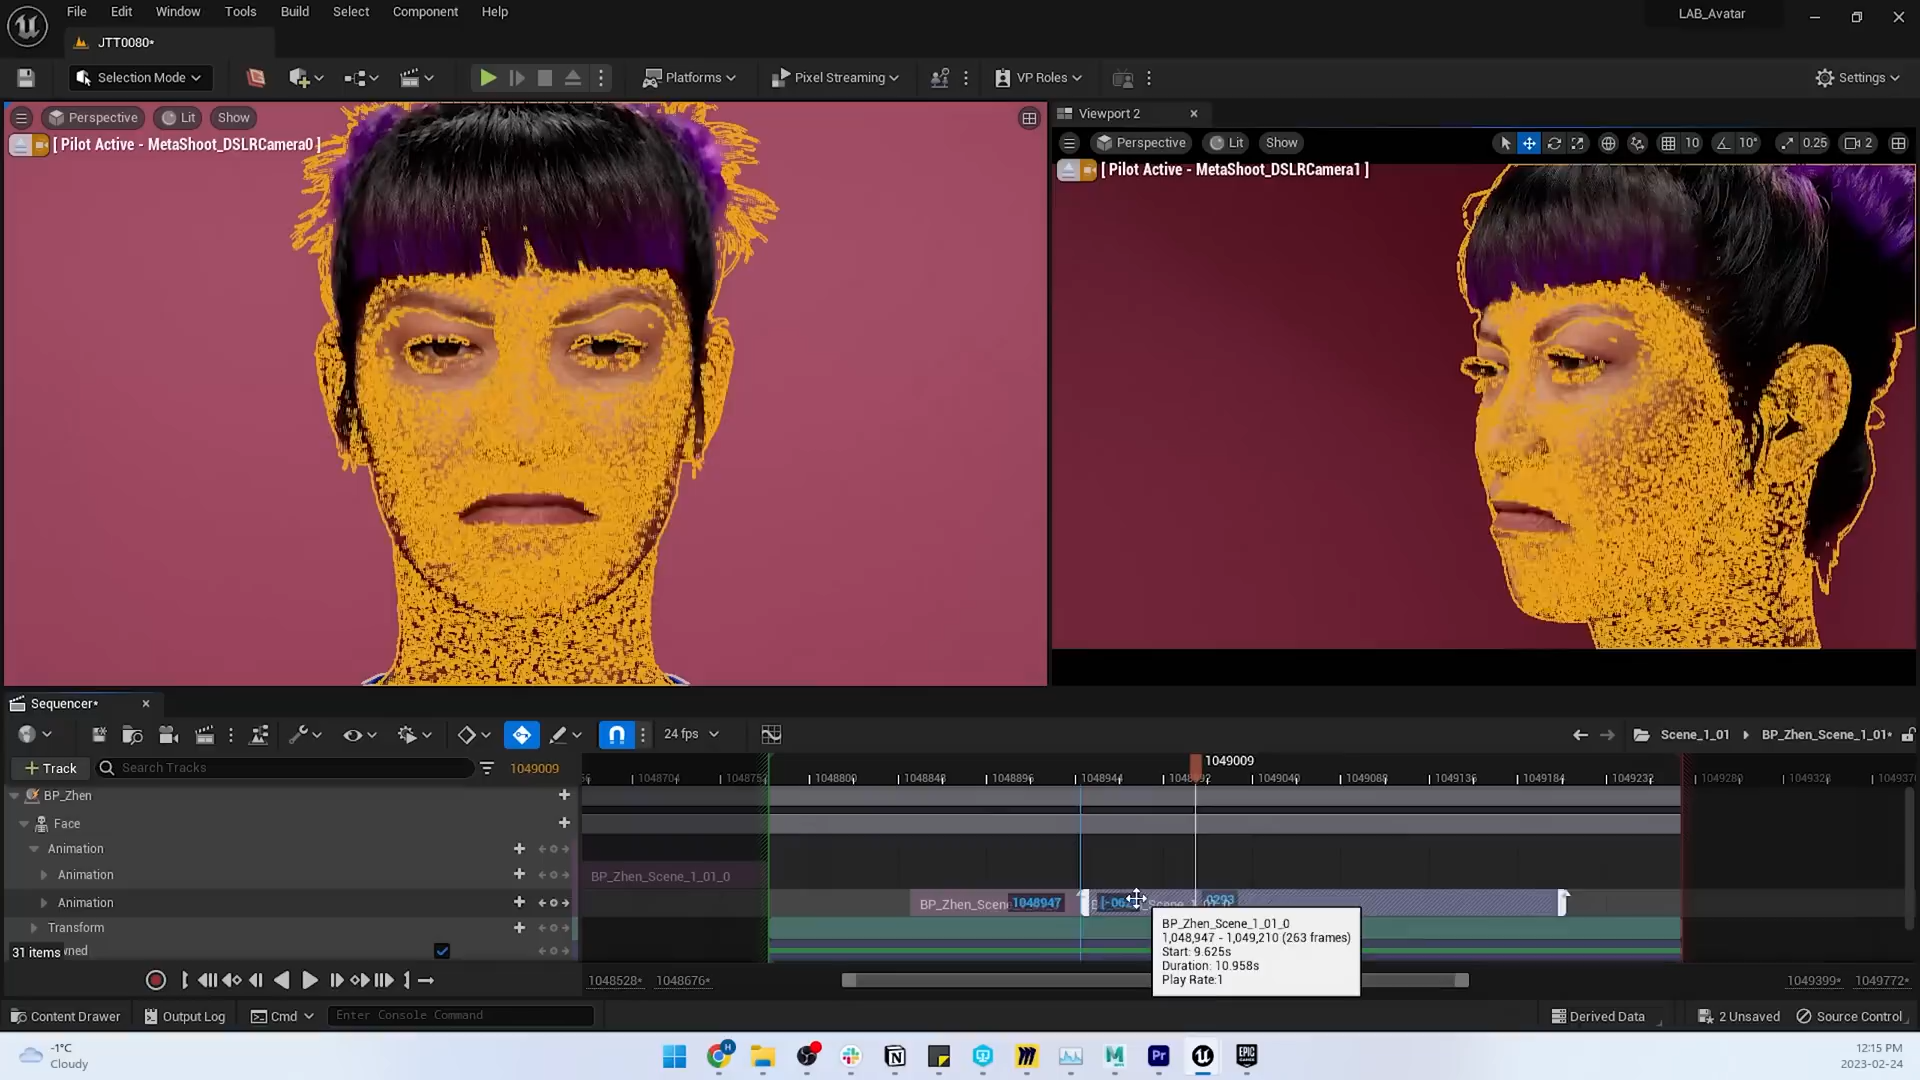 File Edit Window Tools Build Select Component Help LAB_Avatar
JTT0080*
Selection Mode Platforms Pixel Streaming VP Roles Settings
Perspective Lit Show
[ Pilot Active - MetaShoot_DSLRCamera0 ]
Viewport 2
Perspective Lit Show 10 10° 0.25 2
[ Pilot Active - MetaShoot_DSLRCamera1 ]
Sequencer*
24 fps Scene_1_01 BP_Zhen_Scene_1_01*
Track Search Tracks 1049009
1049009
1048704 1048800 1048848 1048896 1048944 1049040 1049088 1049136 1049184 1049232 1049280 1049328
BP_Zhen
Face
Animation
Animation BP_Zhen_Scene_1_01_0
Animation BP_Zhen_Scene 1048947 0293
Transform
31 items
BP_Zhen_Scene_1_01_0
1,048,947 - 1,049,210 (263 frames)
Start: 9.625s
Duration: 10.958s
Play Rate:1
1048528* 1048676* 1049399* 1049772*
Content Drawer Output Log Cmd Enter Console Command Derived Data 2 Unsaved Source Control
-1°C
Cloudy
12:15 PM
2023-02-24